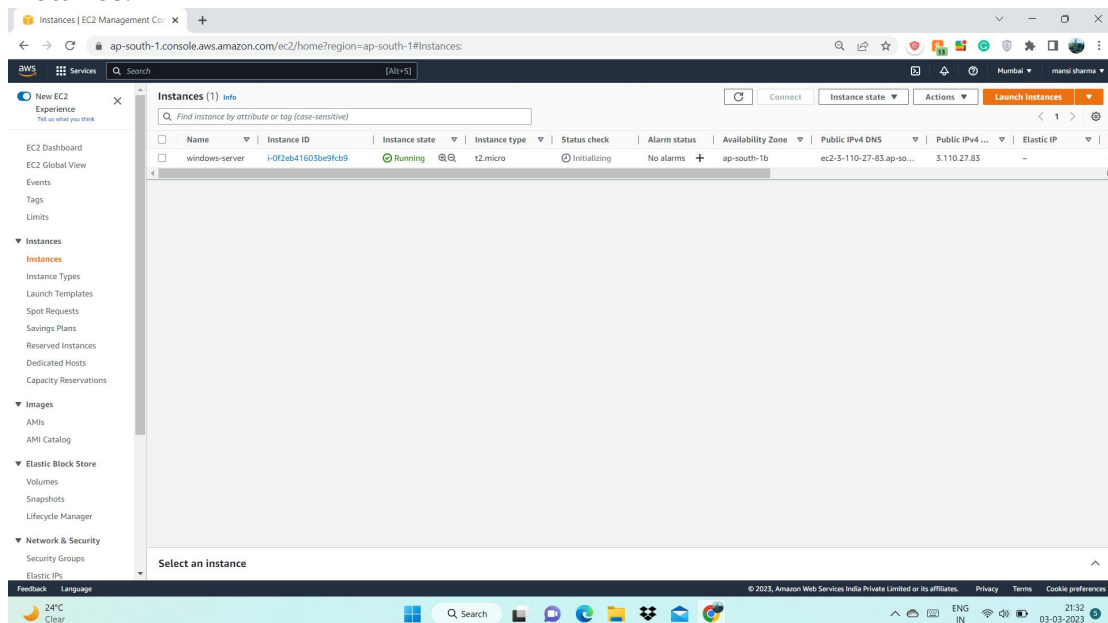 Instances | EC2 Management Con
ap-south-1.console.aws.amazon.com/ec2/home?region=ap-south-1#Instances:
13
aws Services Search [Alt+S] Mumbai mansi sharma
New EC2 Experience
Tell us what you think
EC2 Dashboard
EC2 Global View
Events
Tags
Limits
Instances
Instances
Instance Types
Launch Templates
Spot Requests
Savings Plans
Reserved Instances
Dedicated Hosts
Capacity Reservations
Images
AMIs
AMI Catalog
Elastic Block Store
Volumes
Snapshots
Lifecycle Manager
Network & Security
Security Groups
Elastic IPs
Instances (1) Info Connect Instance state Actions Launch instances
Find instance by attribute or tag (case-sensitive) 1
Name Instance ID Instance state Instance type Status check Alarm status Availability Zone Public IPv4 DNS Public IPv4 ... Elastic IP
windows-server i-0f2eb41603be9fcb9 Running t2.micro Initializing No alarms + ap-south-1b ec2-3-110-27-83.ap-so... 3.110.27.83 –
Select an instance
Feedback Language © 2023, Amazon Web Services India Private Limited or its affiliates. Privacy Terms Cookie preferences
24°C
Clear
Search
ENG
IN
21:32
03-03-2023
5